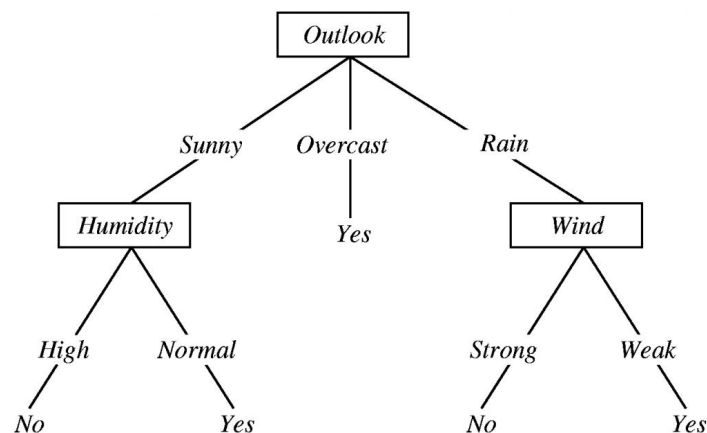 Outlook
Sunny Overcast Rain
Humidity Yes Wind
High Normal Strong Weak
No Yes No Yes